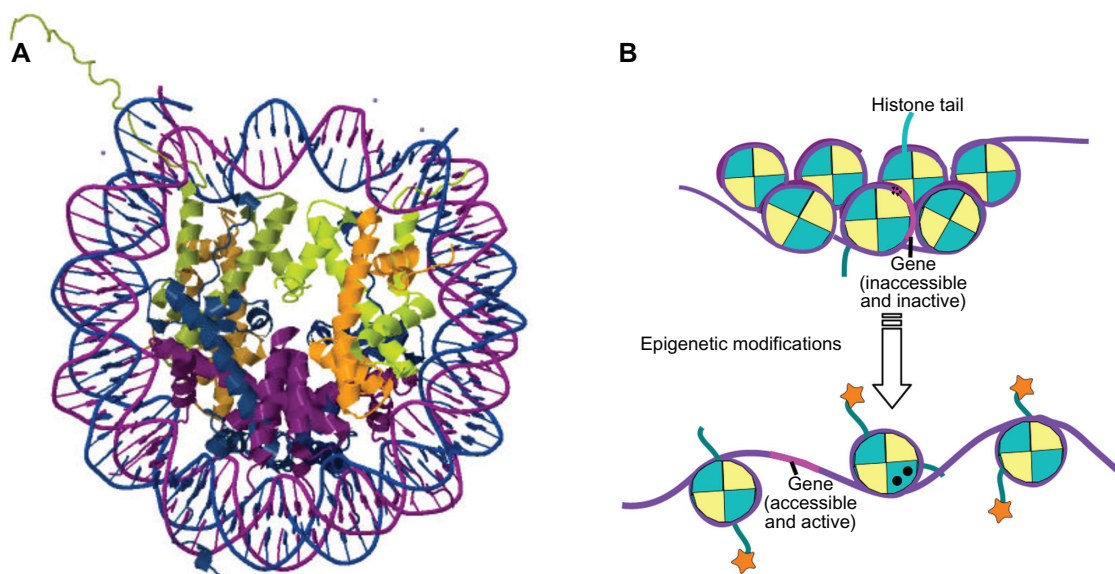 A
B
Histone tail
Gene
(inaccessible
and inactive)
Epigenetic modifications
Gene
(accessible
and active)